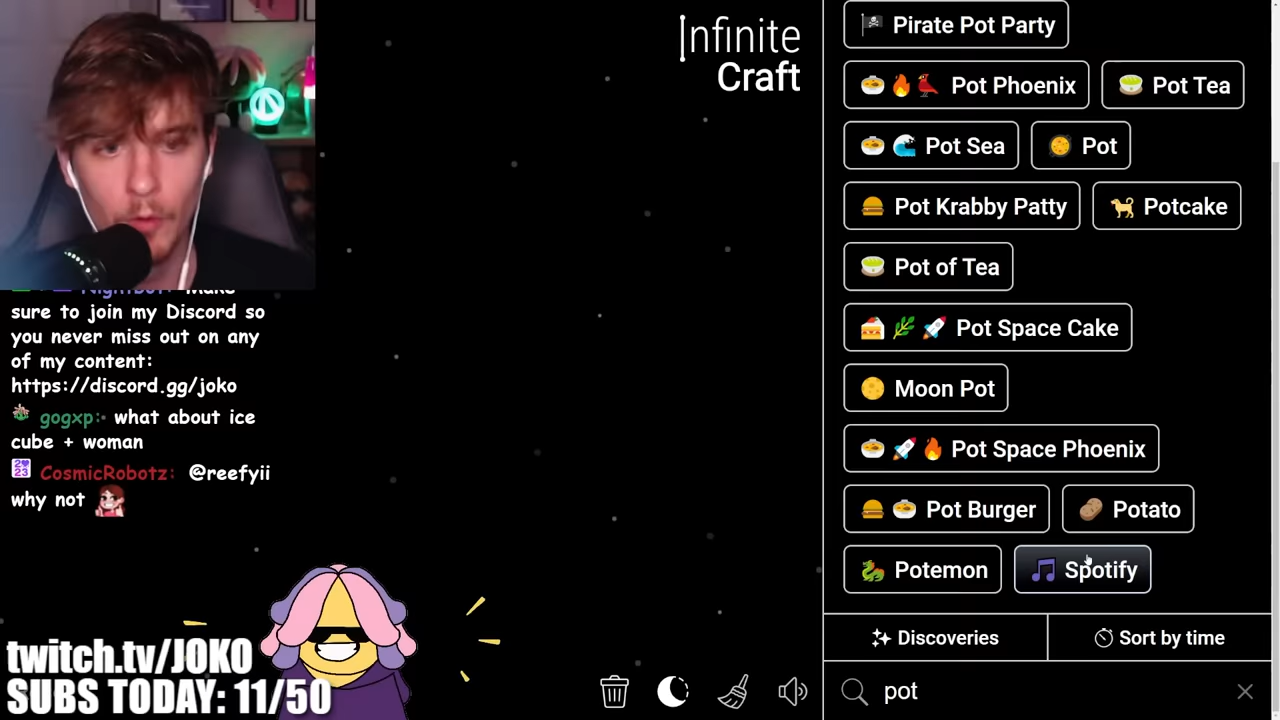 Infinite
Craft
Pirate Pot Party
Pot Phoenix
Pot Tea
Pot Sea
Pot
Pot Krabby Patty
Potcake
Pot of Tea
Pot Space Cake
Moon Pot
Pot Space Phoenix
Pot Burger
Potato
Potemon
Spotify
Discoveries
Sort by time
pot
sure to join my Discord so
you never miss out on any
of my content:
https://discord.gg/joko
gogxp: what about ice
cube + woman
CosmicRobotz: @reefyii
why not
twitch.tv/JOKO
SUBS TODAY: 11/50